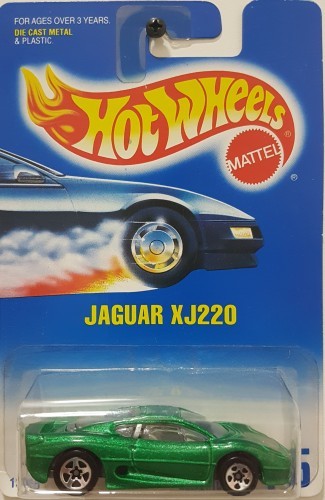 FOR AGES OVER 3 YEARS.
DIE CAST METAL
& PLASTIC.
HOT WHEELS
®
MATTEL
®
JAGUAR XJ220